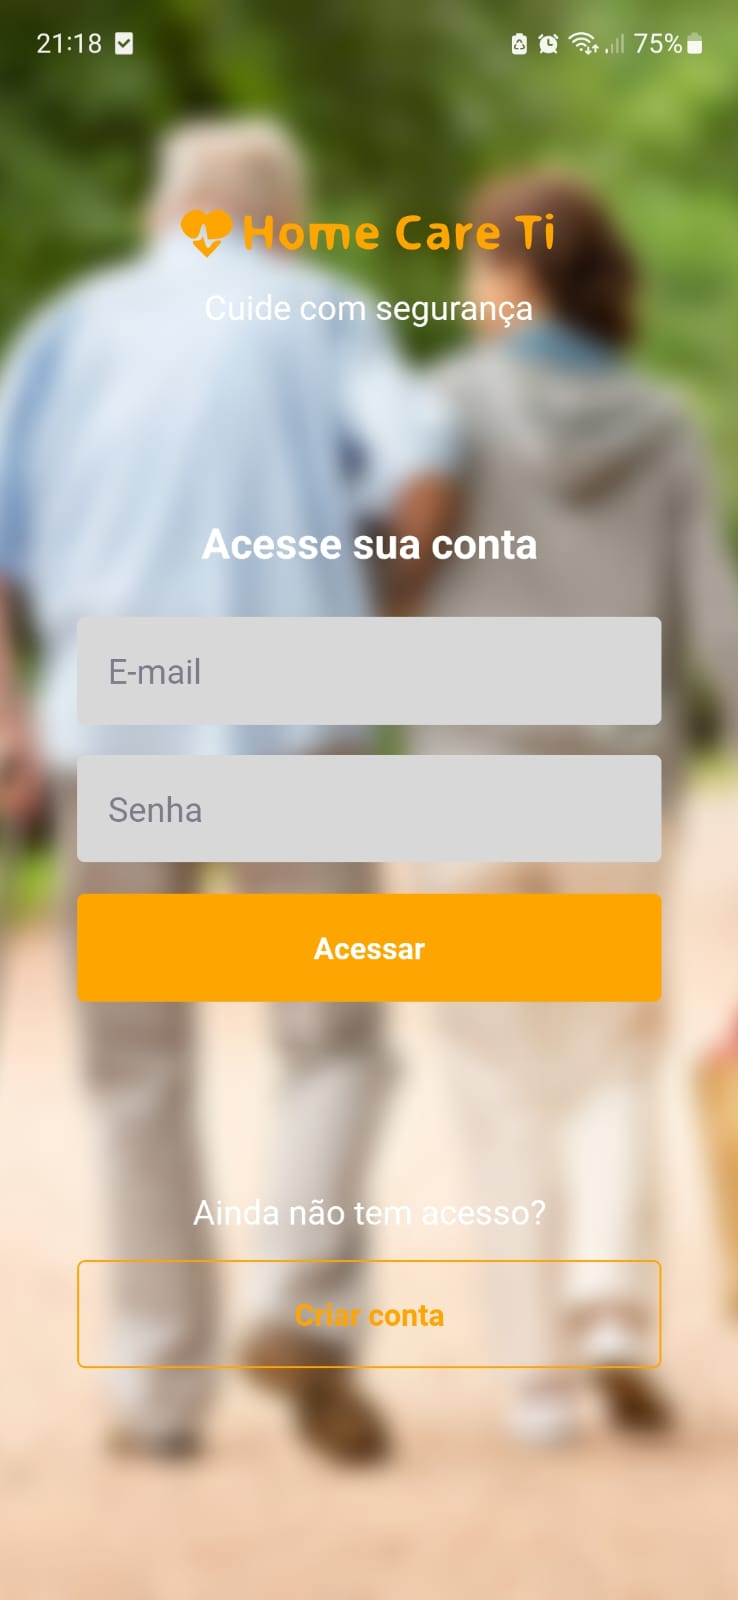 21:18 75%
Home Care Ti
Cuide com segurança
Acesse sua conta
E-mail
Senha
Acessar
Ainda não tem acesso?
Criar conta